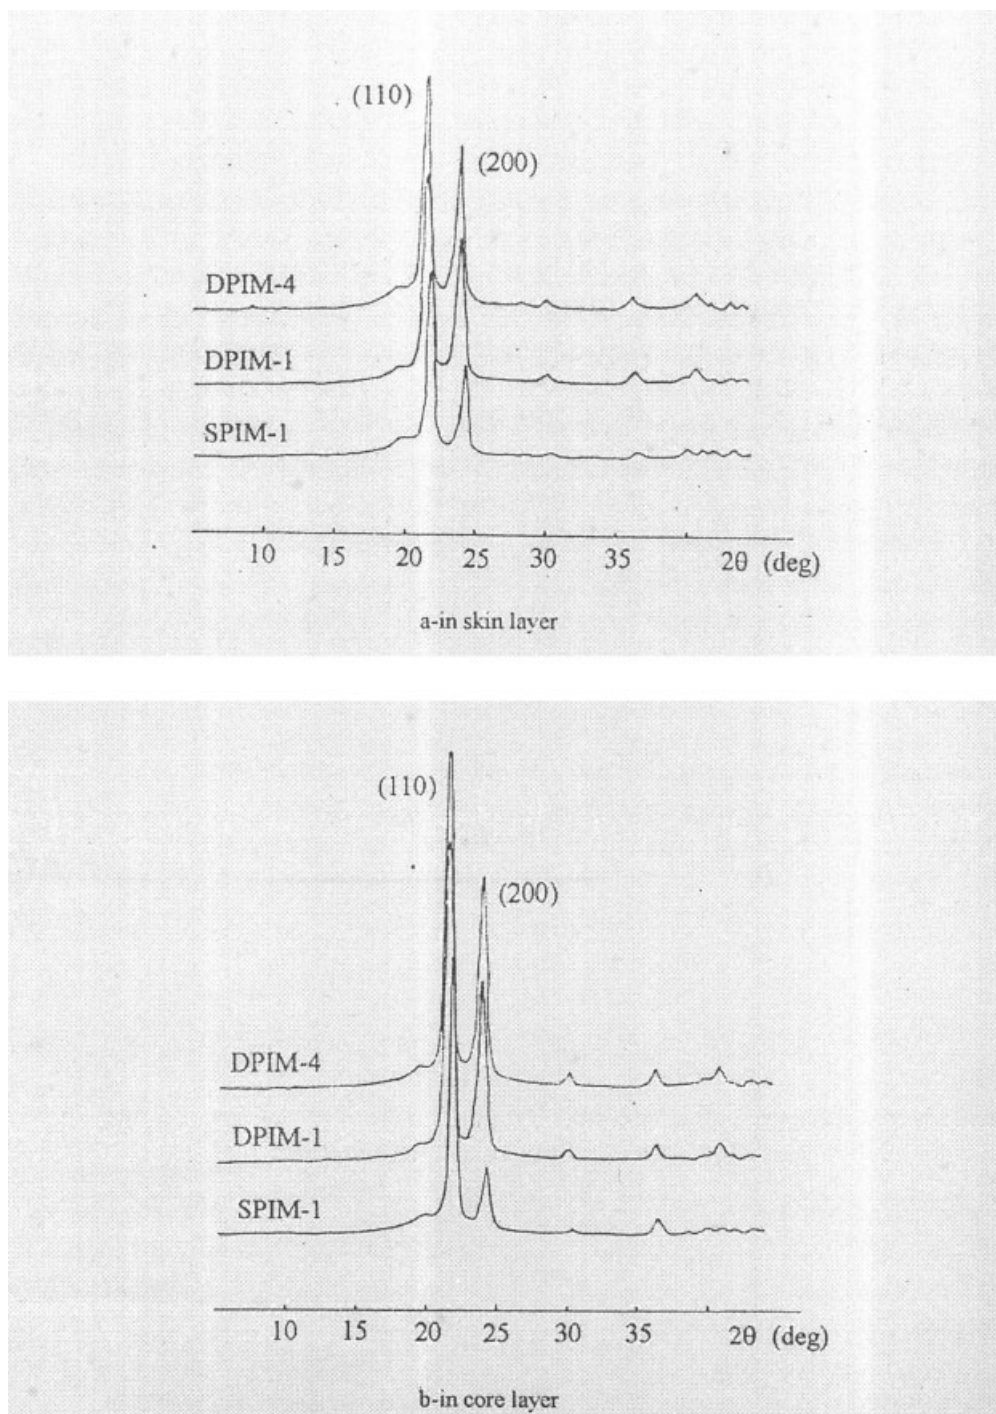 (110)
(200)
DPIM-4
DPIM-1
SPIM-1
10 20 25 30 35 2θ (deg)
a-in skin layer
(110)
(200)
DPIM-4
DPIM-1
SPIM-1
10 15 20 25 30 35 2θ (deg)
b-in core layer